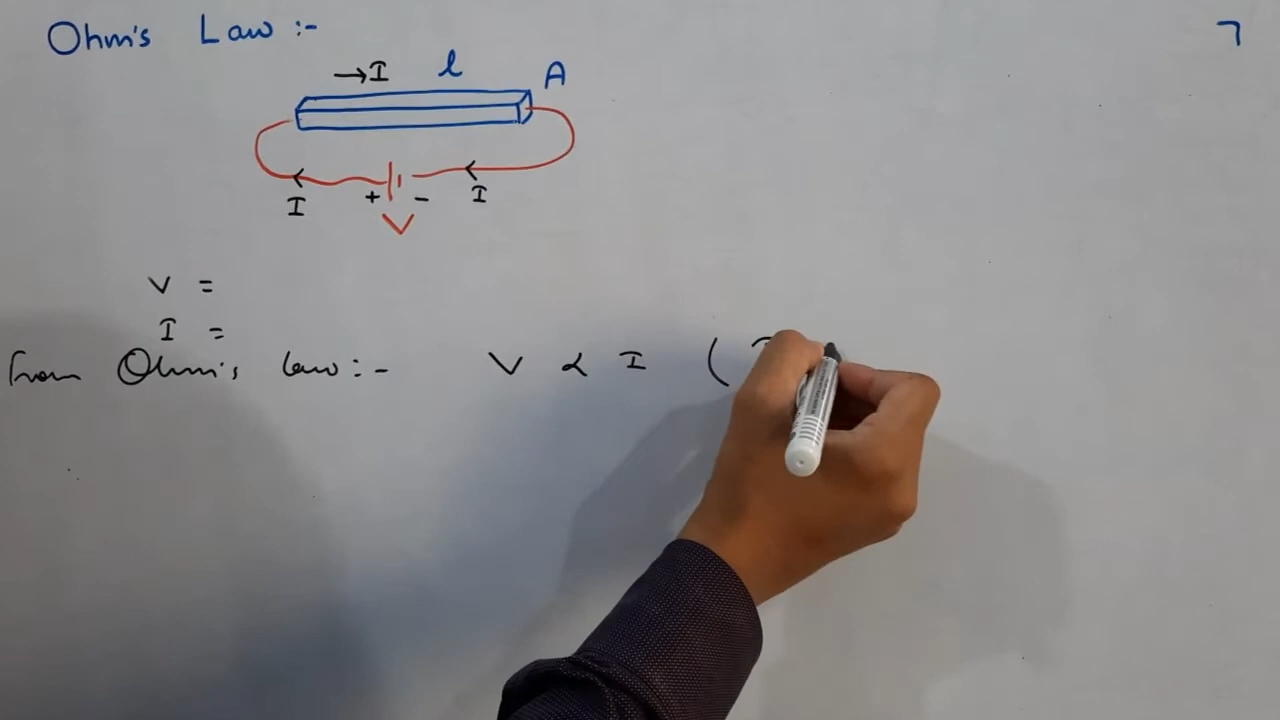 Ohm's Law :- 7
→I l A
I + - I
V
V =
I =
From Ohm's law :- V ∝ I (